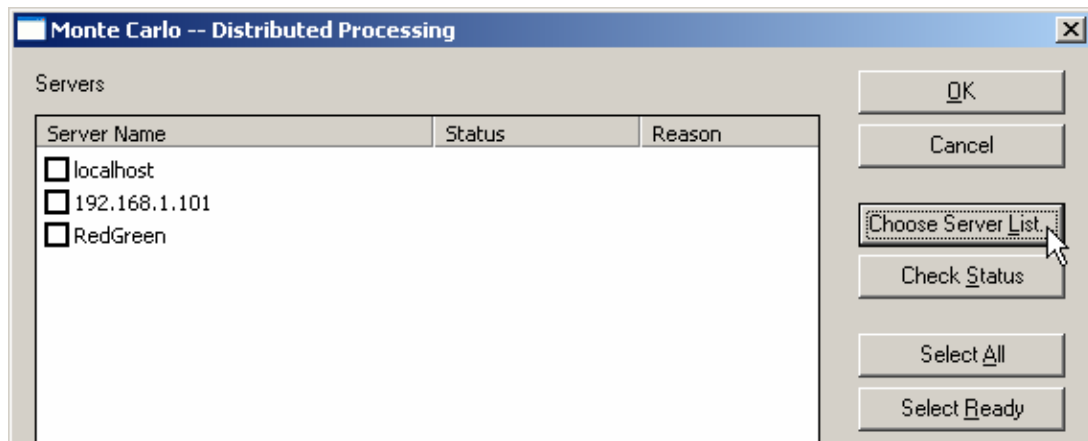 Monte Carlo -- Distributed Processing
Servers
OK
Server Name Status Reason
Cancel
localhost
192.168.1.101
RedGreen
Choose Server List...
Check Status
Select All
Select Ready